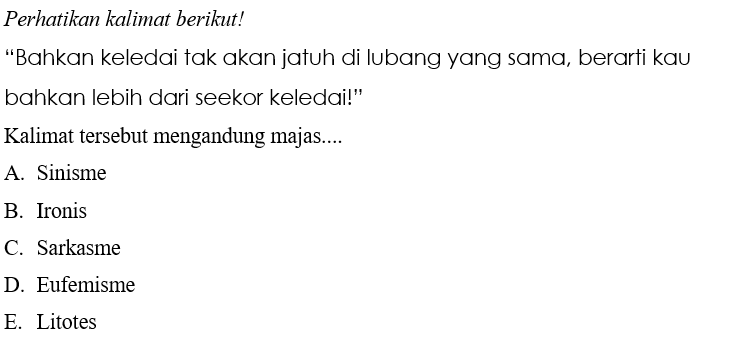 Perhatikan kalimat berikut!
“Bahkan keledai tak akan jatuh di lubang yang sama, berarti kau
bahkan lebih dari seekor keledai!”
Kalimat tersebut mengandung majas....
A. Sinisme
B. Ironis
C. Sarkasme
D. Eufemisme
E. Litotes